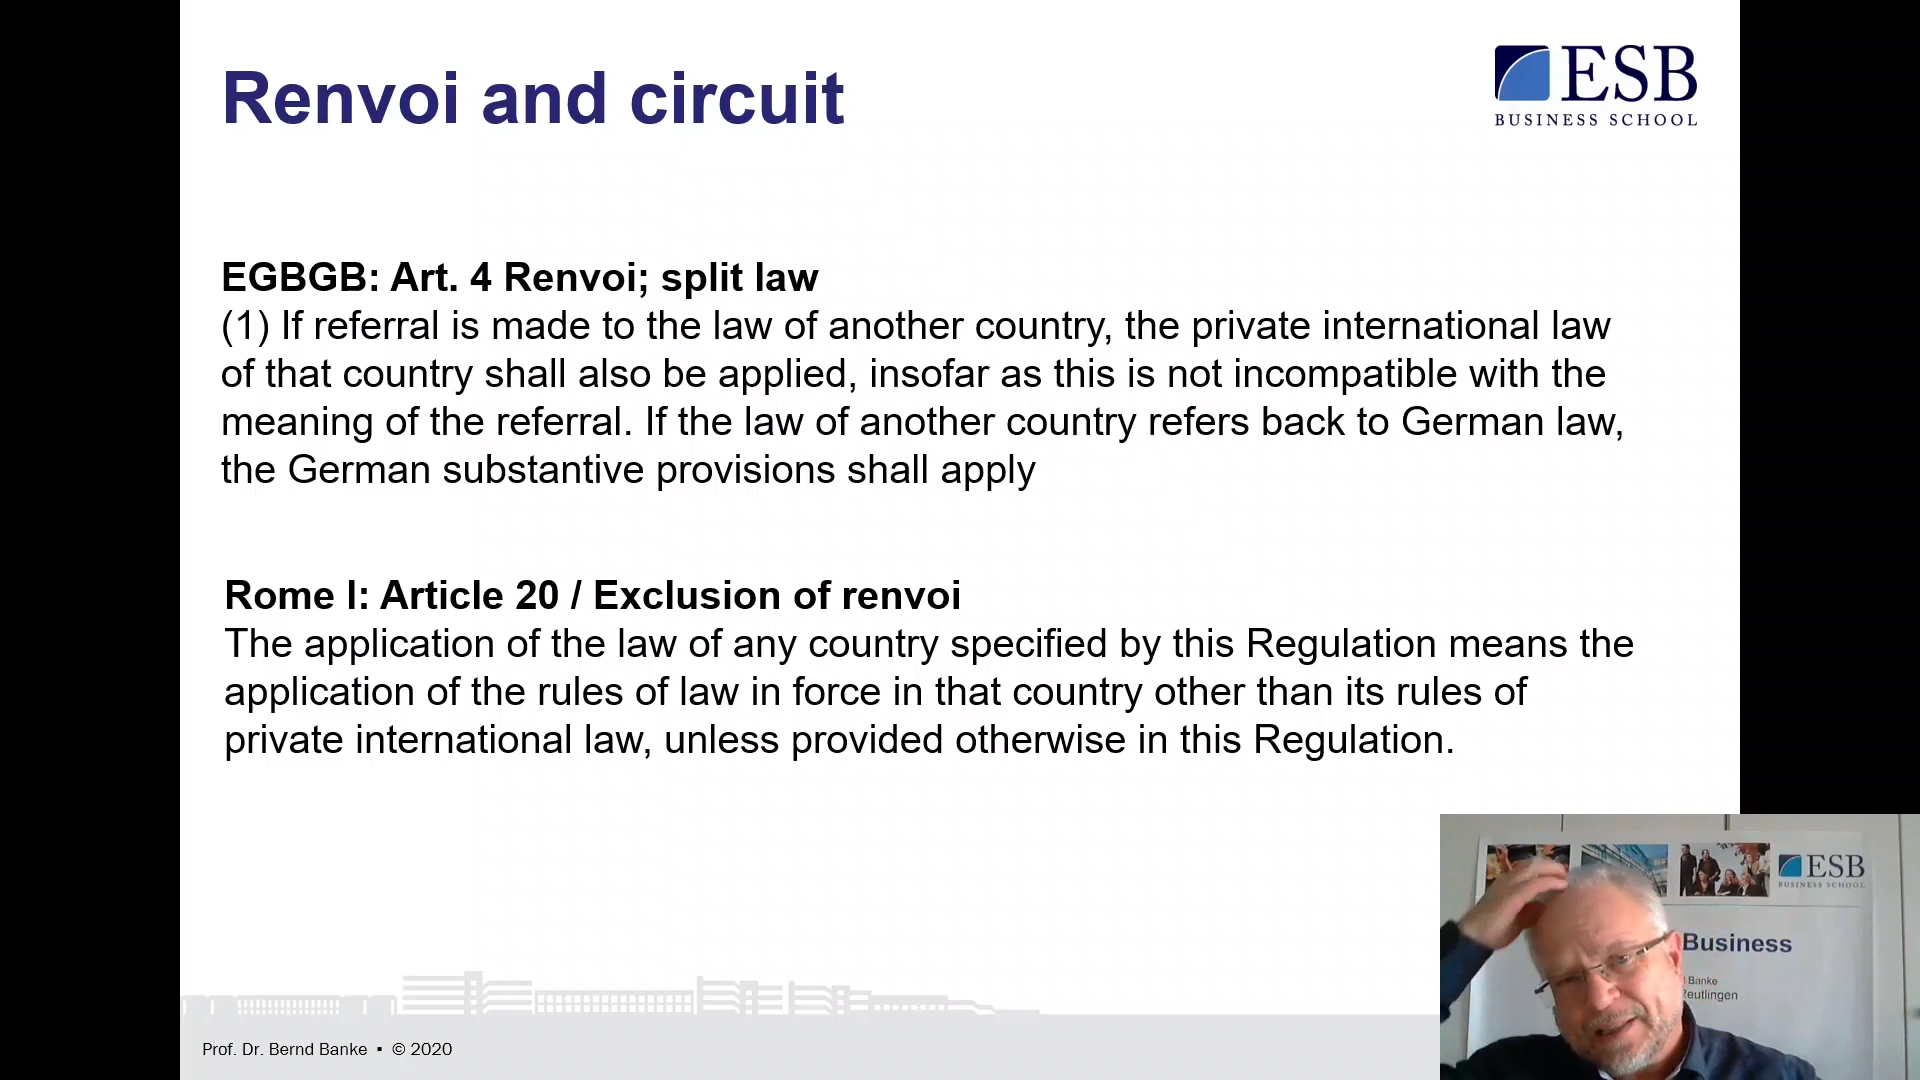 Renvoi and circuit
ESB
BUSINESS SCHOOL
EGBGB: Art. 4 Renvoi; split law
(1) If referral is made to the law of another country, the private international law
of that country shall also be applied, insofar as this is not incompatible with the
meaning of the referral. If the law of another country refers back to German law,
the German substantive provisions shall apply
Rome I: Article 20 / Exclusion of renvoi
The application of the law of any country specified by this Regulation means the
application of the rules of law in force in that country other than its rules of
private international law, unless provided otherwise in this Regulation.
ESB
BUSINESS SCHOOL
Business
Banke
Reutlingen
Prof. Dr. Bernd Banke ▪ © 2020